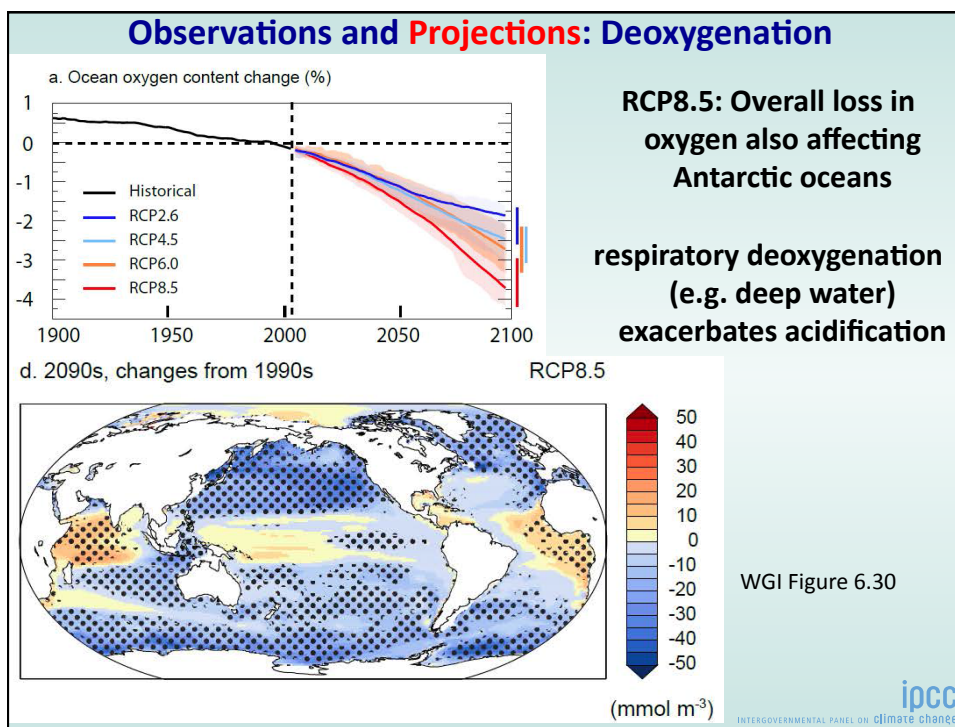 Observations and Projections: Deoxygenation
a. Ocean oxygen content change (%)
1
0
-1
-2
-3
-4
Historical
RCP2.6
RCP4.5
RCP6.0
RCP8.5
1900
1950
2000
2050
2100
RCP8.5: Overall loss in
oxygen also affecting
Antarctic oceans
respiratory deoxygenation
(e.g. deep water)
exacerbates acidification
d. 2090s, changes from 1990s
RCP8.5
50
40
30
20
10
0
-10
-20
-30
-40
-50
(mmol m-3)
WGI Figure 6.30
ipcc
INTERGOVERNMENTAL PANEL ON climate change